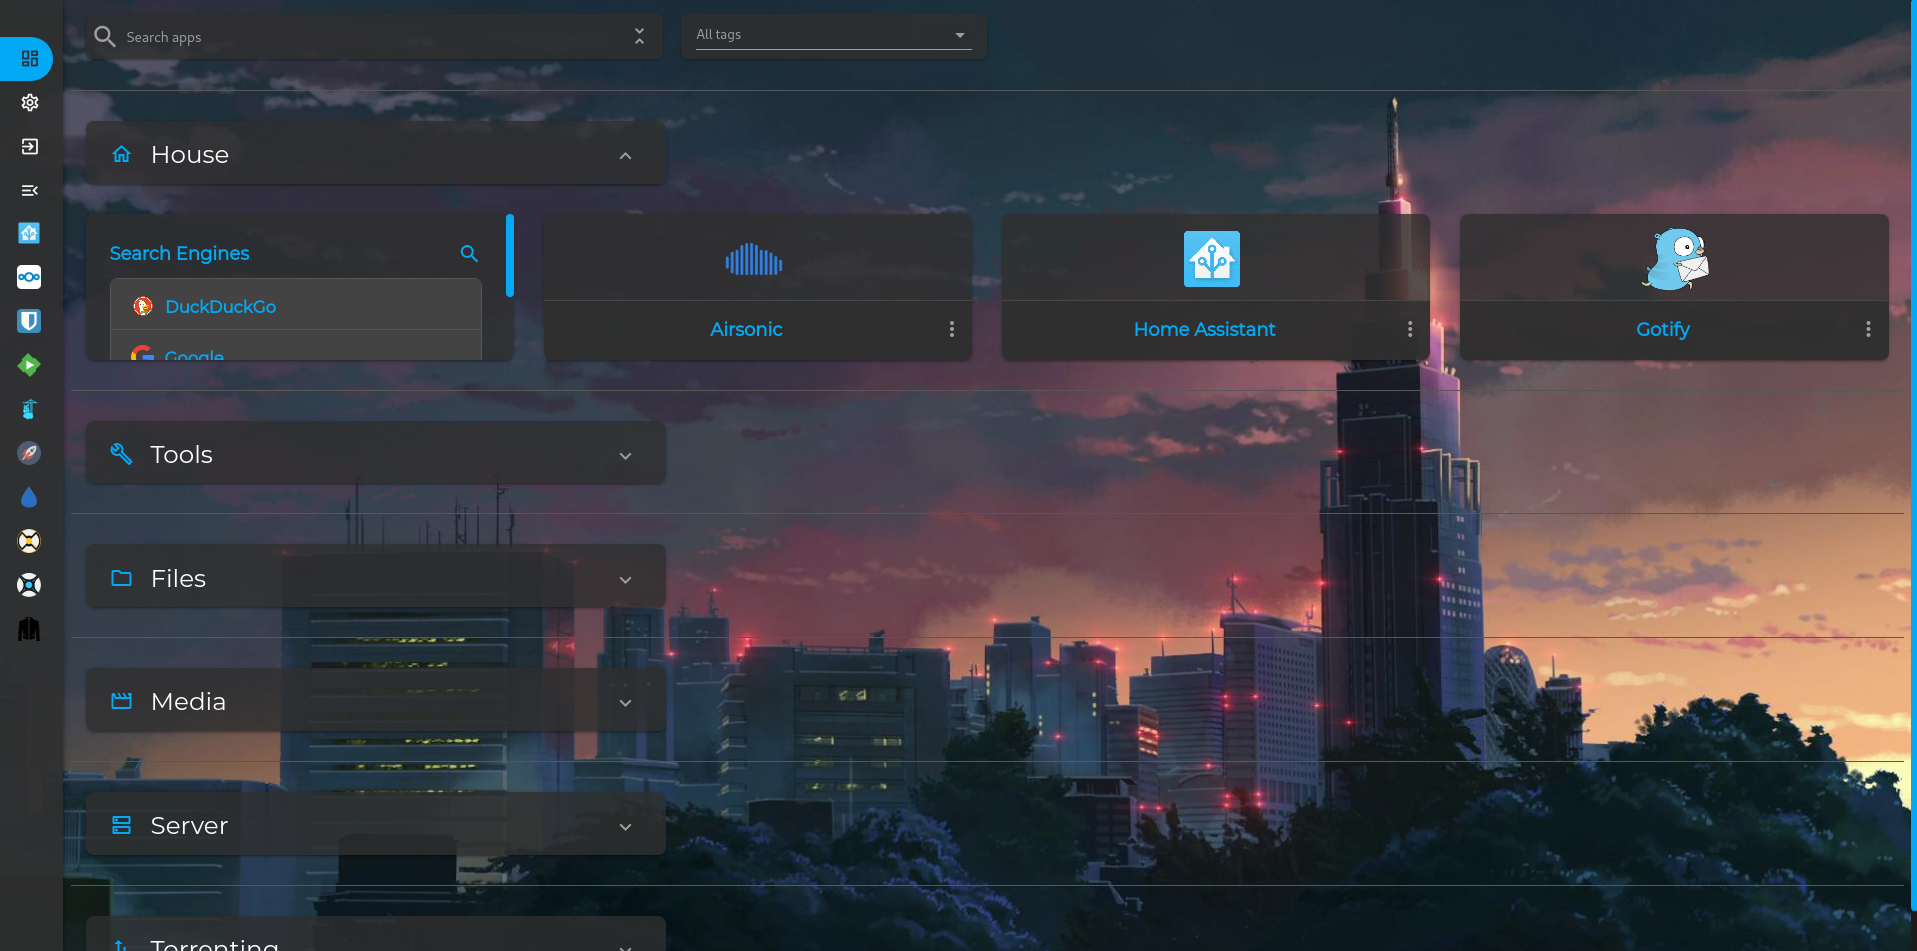 Search apps
All tags
House
Search Engines
DuckDuckGo
Google
Airsonic
Home Assistant
Gotify
Tools
Files
Media
Server
Torrenting